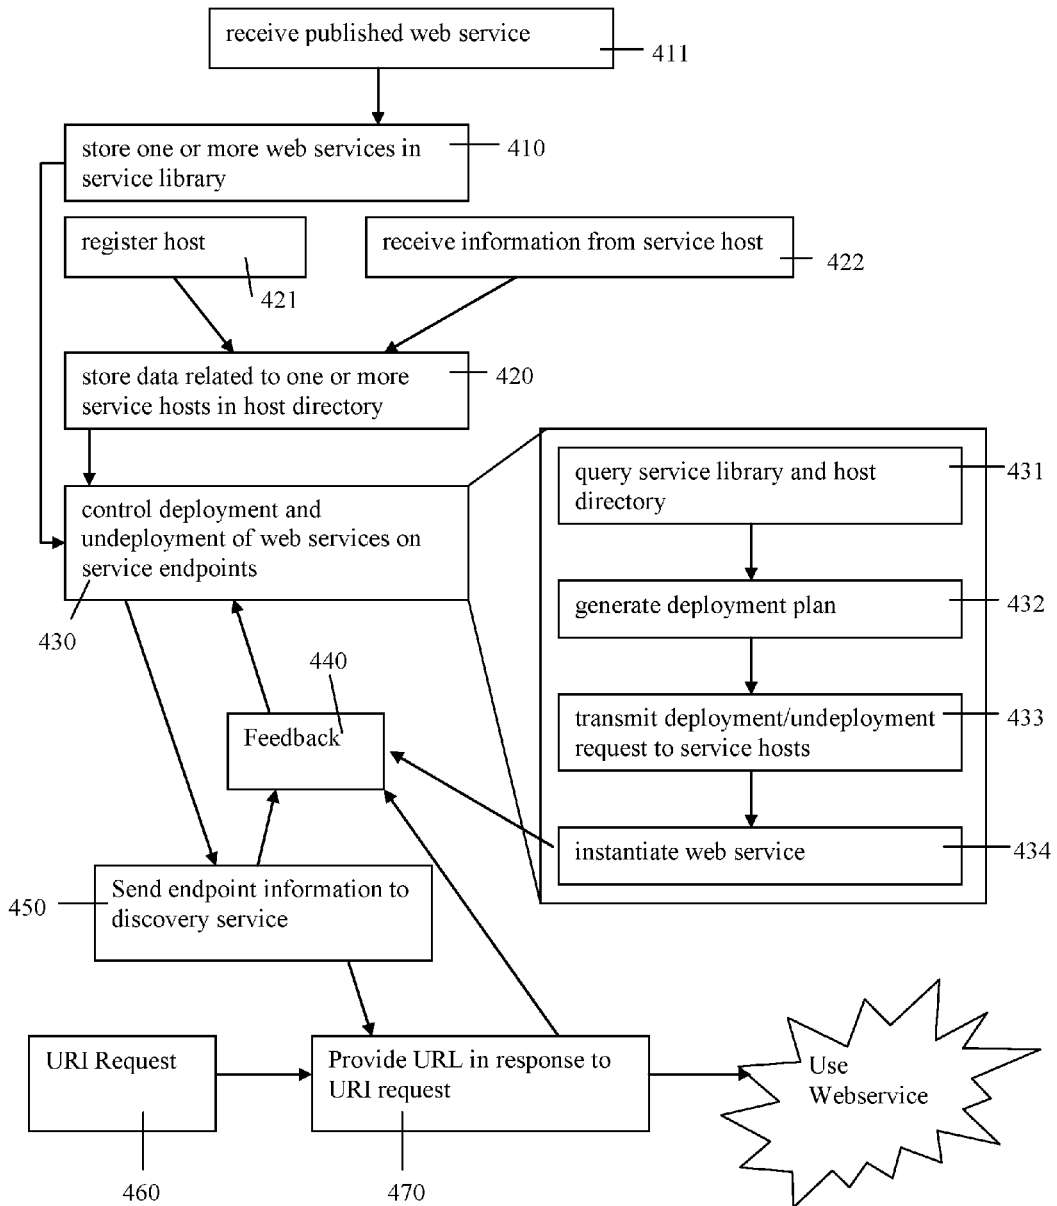 receive published web service
411
store one or more web services in
service library
410
register host
421
receive information from service host
422
store data related to one or more
service hosts in host directory
420
control deployment and
undeployment of web services on
service endpoints
430
query service library and host
directory
431
generate deployment plan
432
transmit deployment/undeployment
request to service hosts
433
instantiate web service
434
440
Feedback
Send endpoint information to
discovery service
450
URI Request
460
Provide URL in response to
URI request
470
Use
Webservice